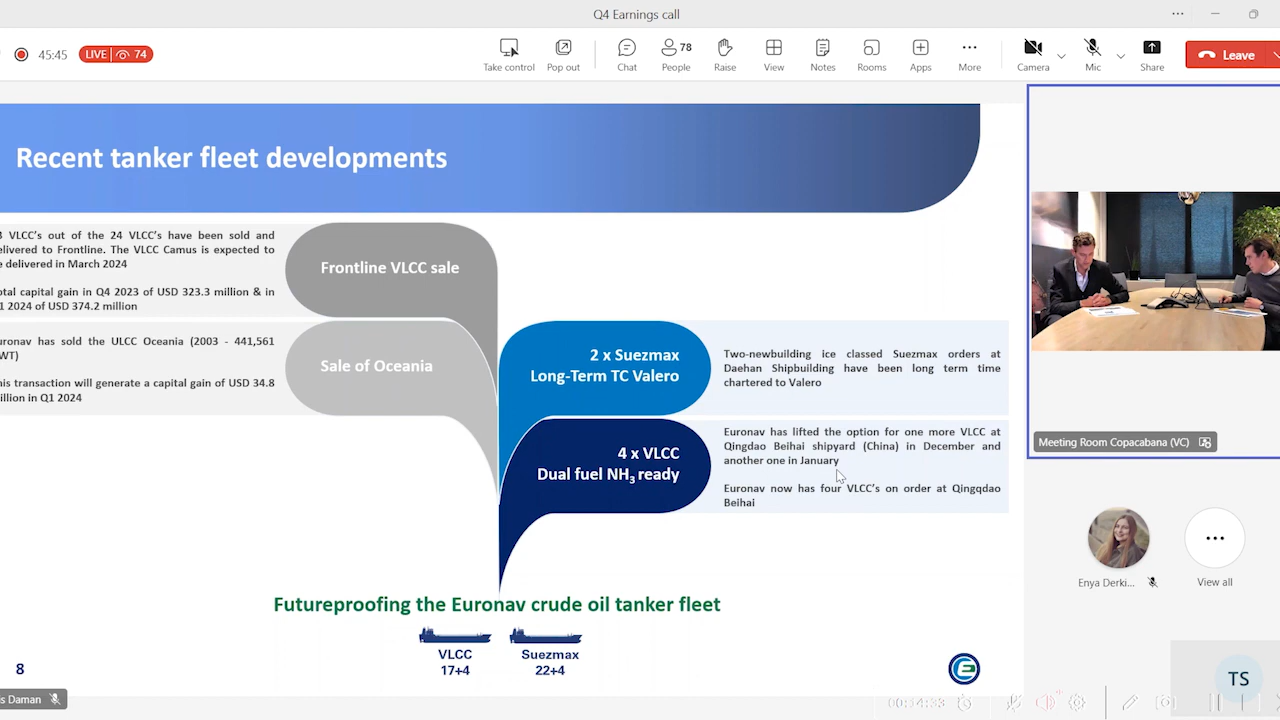 Q4 Earnings call
45:45
LIVE 74
Take control
Pop out
Chat
78
People
Raise
View
Notes
Rooms
Apps
More
Camera
Mic
Share
Leave
Recent tanker fleet developments
VLCC's out of the 24 VLCC's have been sold and
elivered to Frontline. The VLCC Camus is expected to
e delivered in March 2024
otal capital gain in Q4 2023 of USD 323.3 million & in
1 2024 of USD 374.2 million
Frontline VLCC sale
uronav has sold the ULCC Oceania (2003 - 441,561
WT)
his transaction will generate a capital gain of USD 34.8
illion in Q1 2024
Sale of Oceania
2 x Suezmax
Long-Term TC Valero
Two-newbuilding ice classed Suezmax orders at
Daehan Shipbuilding have been long term time
chartered to Valero
4 x VLCC
Dual fuel NH3 ready
Euronav has lifted the option for one more VLCC at
Qingdao Beihai shipyard (China) in December and
another one in January
Euronav now has four VLCC's on order at Qingqdao
Beihai
Futureproofing the Euronav crude oil tanker fleet
VLCC
17+4
Suezmax
22+4
8
s Daman
Meeting Room Copacabana (VC)
Enya Derki...
View all
TS
00:34:33